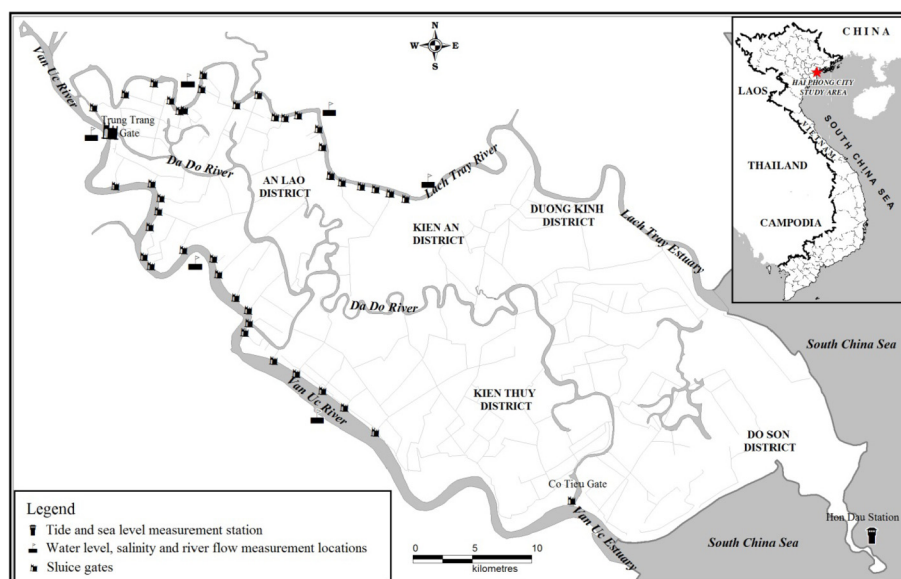 N
W E
S
Van Uc River
Trung Trang
Gate
Da Do River
AN LAO
DISTRICT
Lach Tray River
KIEN AN
DISTRICT
DUONG KINH
DISTRICT
Lach Tray Estuary
Da Do River
Van Uc River
KIEN THUY
DISTRICT
DO SON
DISTRICT
Co Tieu Gate
Van Uc Estuary
South China Sea
South China Sea
Hon Dau Station
CHINA
HAI PHONG CITY
STUDY AREA
LAOS
VIETNAM
SOUTH CHINA SEA
THAILAND
CAMPODIA
Legend
Tide and sea level measurement station
Water level, salinity and river flow measurement locations
Sluice gates
0 5 10
kilometres